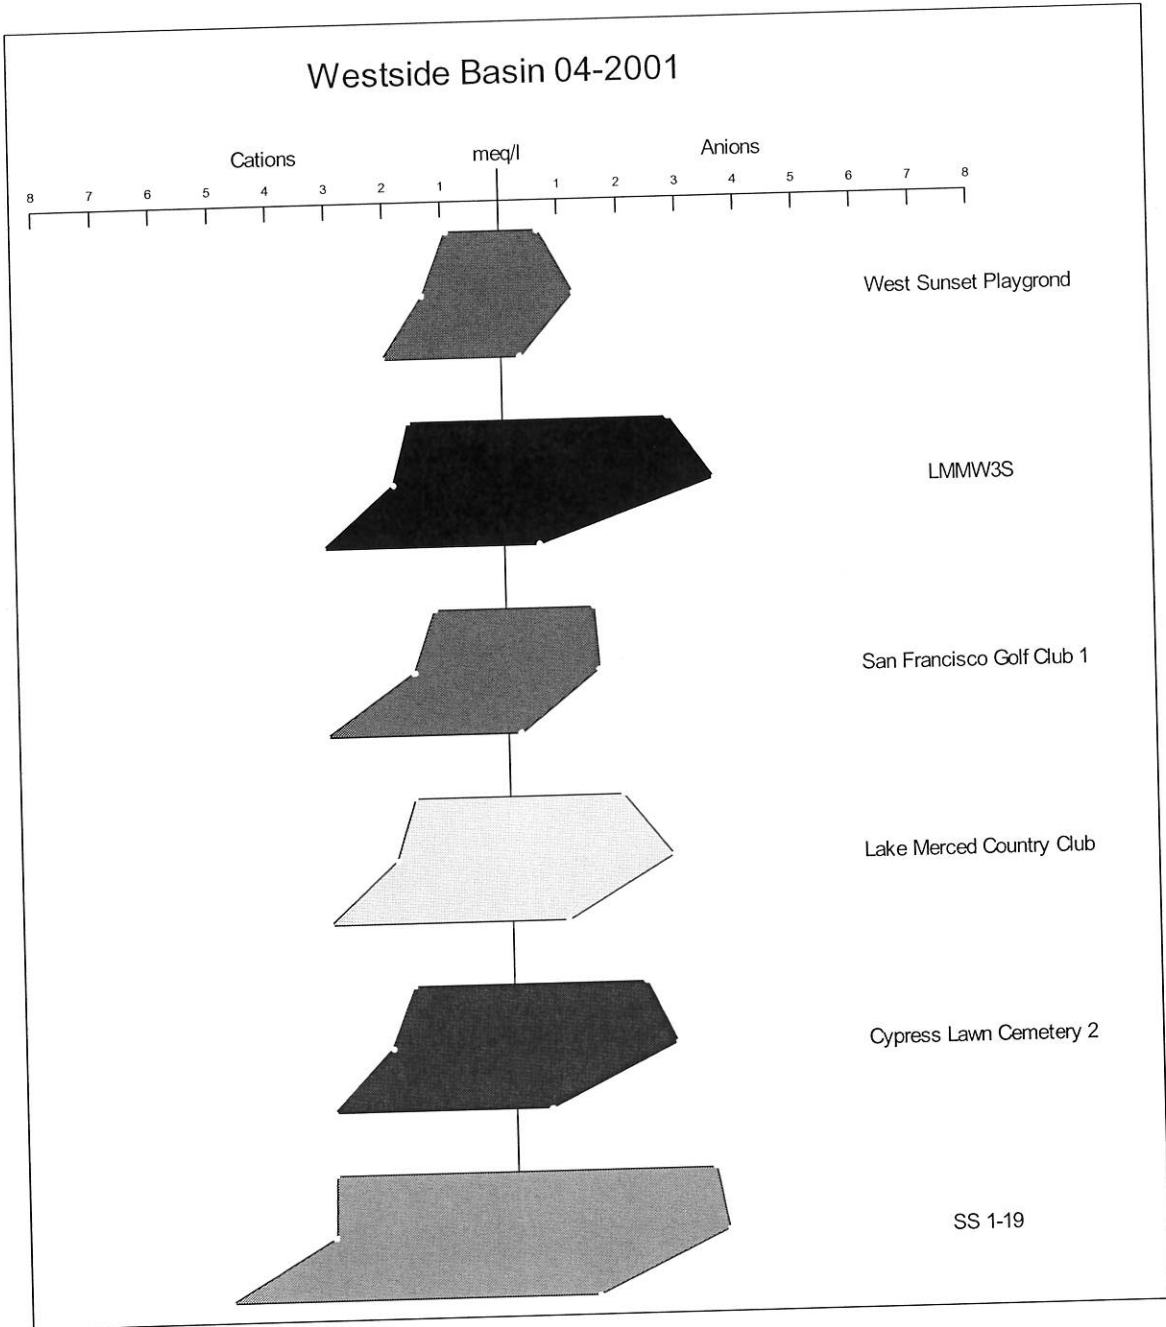 Westside Basin 04-2001
Cations meq/l Anions
8 7 6 5 4 3 2 1 1 2 3 4 5 6 7 8
West Sunset Playgrond
LMMW3S
San Francisco Golf Club 1
Lake Merced Country Club
Cypress Lawn Cemetery 2
SS 1-19